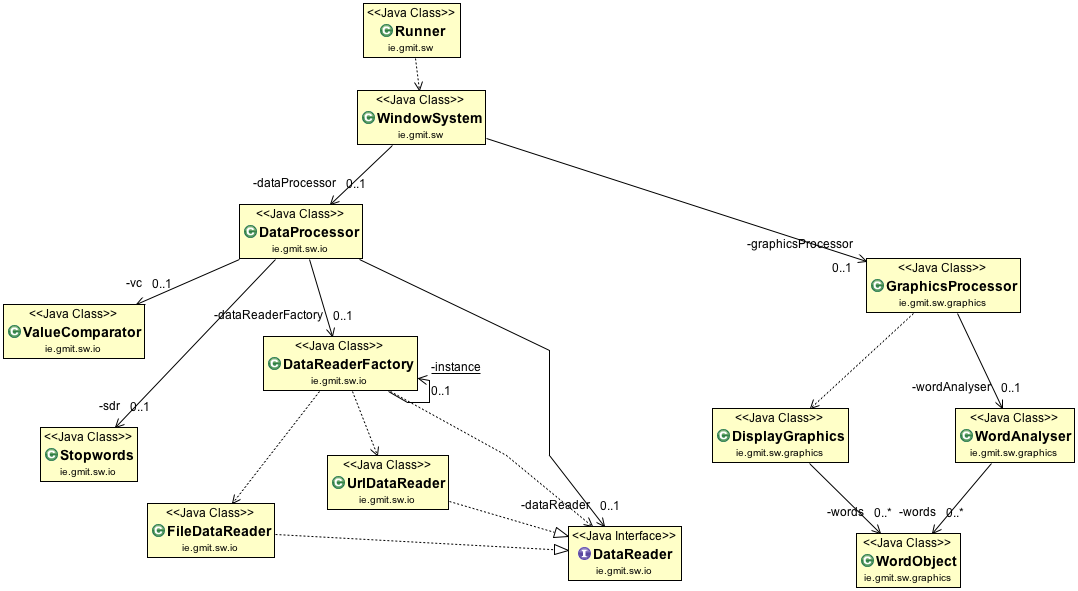 <<Java Class>>
Runner
ie.gmit.sw
<<Java Class>>
WindowSystem
ie.gmit.sw
-dataProcessor 0..1
<<Java Class>>
DataProcessor
ie.gmit.sw.io
-graphicsProcessor
0..1
<<Java Class>>
GraphicsProcessor
ie.gmit.sw.graphics
-vc 0..1
<<Java Class>>
ValueComparator
ie.gmit.sw.io
-dataReaderFactory 0..1
<<Java Class>>
DataReaderFactory
ie.gmit.sw.io
-instance
0..1
-sdr 0..1
<<Java Class>>
Stopwords
ie.gmit.sw.io
-wordAnalyser 0..1
<<Java Class>>
DisplayGraphics
ie.gmit.sw.graphics
<<Java Class>>
WordAnalyser
ie.gmit.sw.graphics
<<Java Class>>
UrlDataReader
ie.gmit.sw.io
<<Java Class>>
FileDataReader
ie.gmit.sw.io
-dataReader 0..1
<<Java Interface>>
DataReader
ie.gmit.sw.io
-words 0..*
-words 0..*
<<Java Class>>
WordObject
ie.gmit.sw.graphics